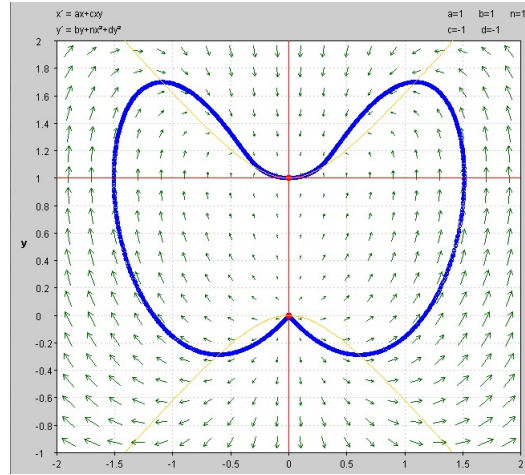 x´ = ax+cxy
y´ = by+nx²+dy²
a=1 b=1 n=1
c=-1 d=-1
2
1.8
1.6
1.4
1.2
1
0.8
y
0.6
0.4
0.2
0
-0.2
-0.4
-0.6
-0.8
-1
-2 -1.5 -1 -0.5 0 0.5 1 1.5 2